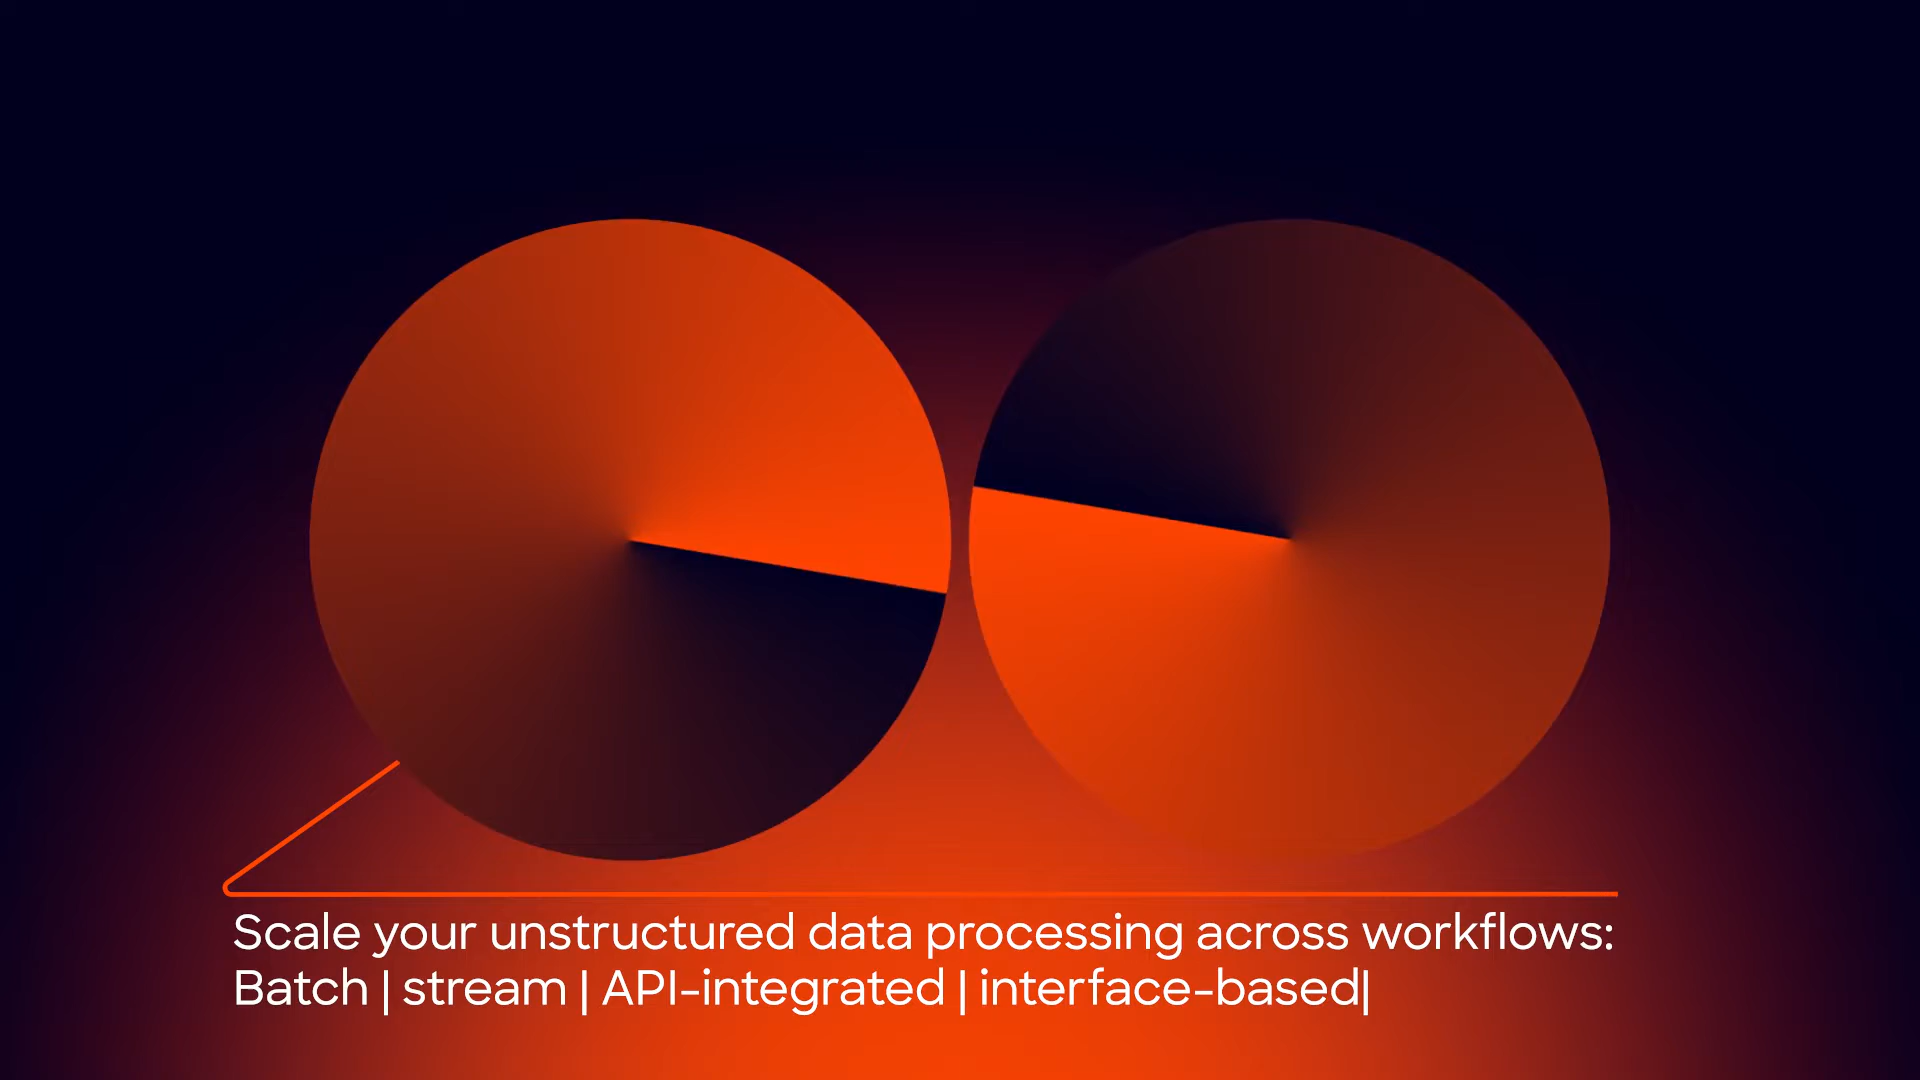 Scale your unstructured data processing across workflows:
Batch | stream | API-integrated | interface-based|